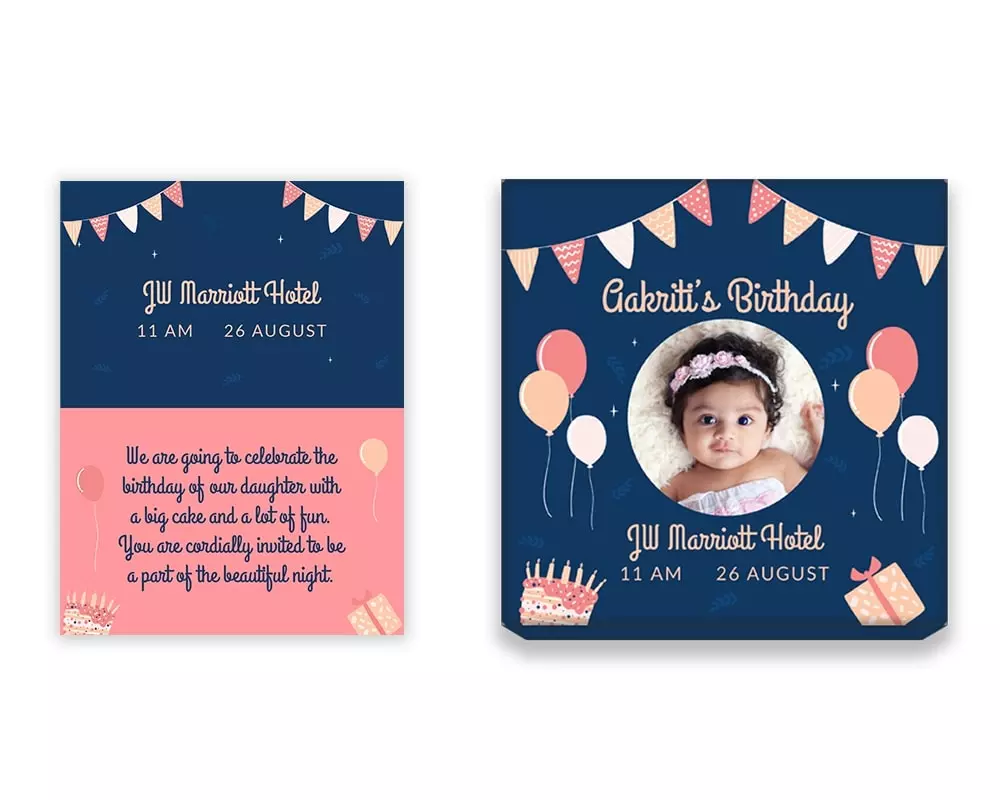 JW Marriott Hotel
11 AM 26 AUGUST
We are going to celebrate the
birthday of our daughter with
a big cake and a lot of fun.
You are cordially invited to be
a part of the beautiful night.
Aakriti's Birthday
JW Marriott Hotel
11 AM 26 AUGUST